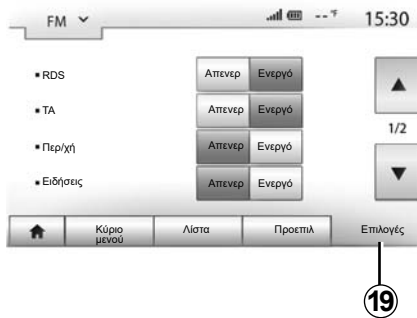 FM -- °F 15:30
▪ RDS Απενερ Ενεργό
▪ TA Απενερ Ενεργό
1/2
▪ Περ/χή Απενερ Ενεργό
▪ Ειδήσεις Απενερ Ενεργό
Κύριο μενού Λίστα Προεπιλ Επιλογές
19